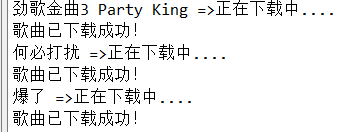 劲歌金曲3 Party King =>正在下载中....
歌曲已下载成功!
何必打扰 =>正在下载中....
歌曲已下载成功!
爆了 =>正在下载中....
歌曲已下载成功!